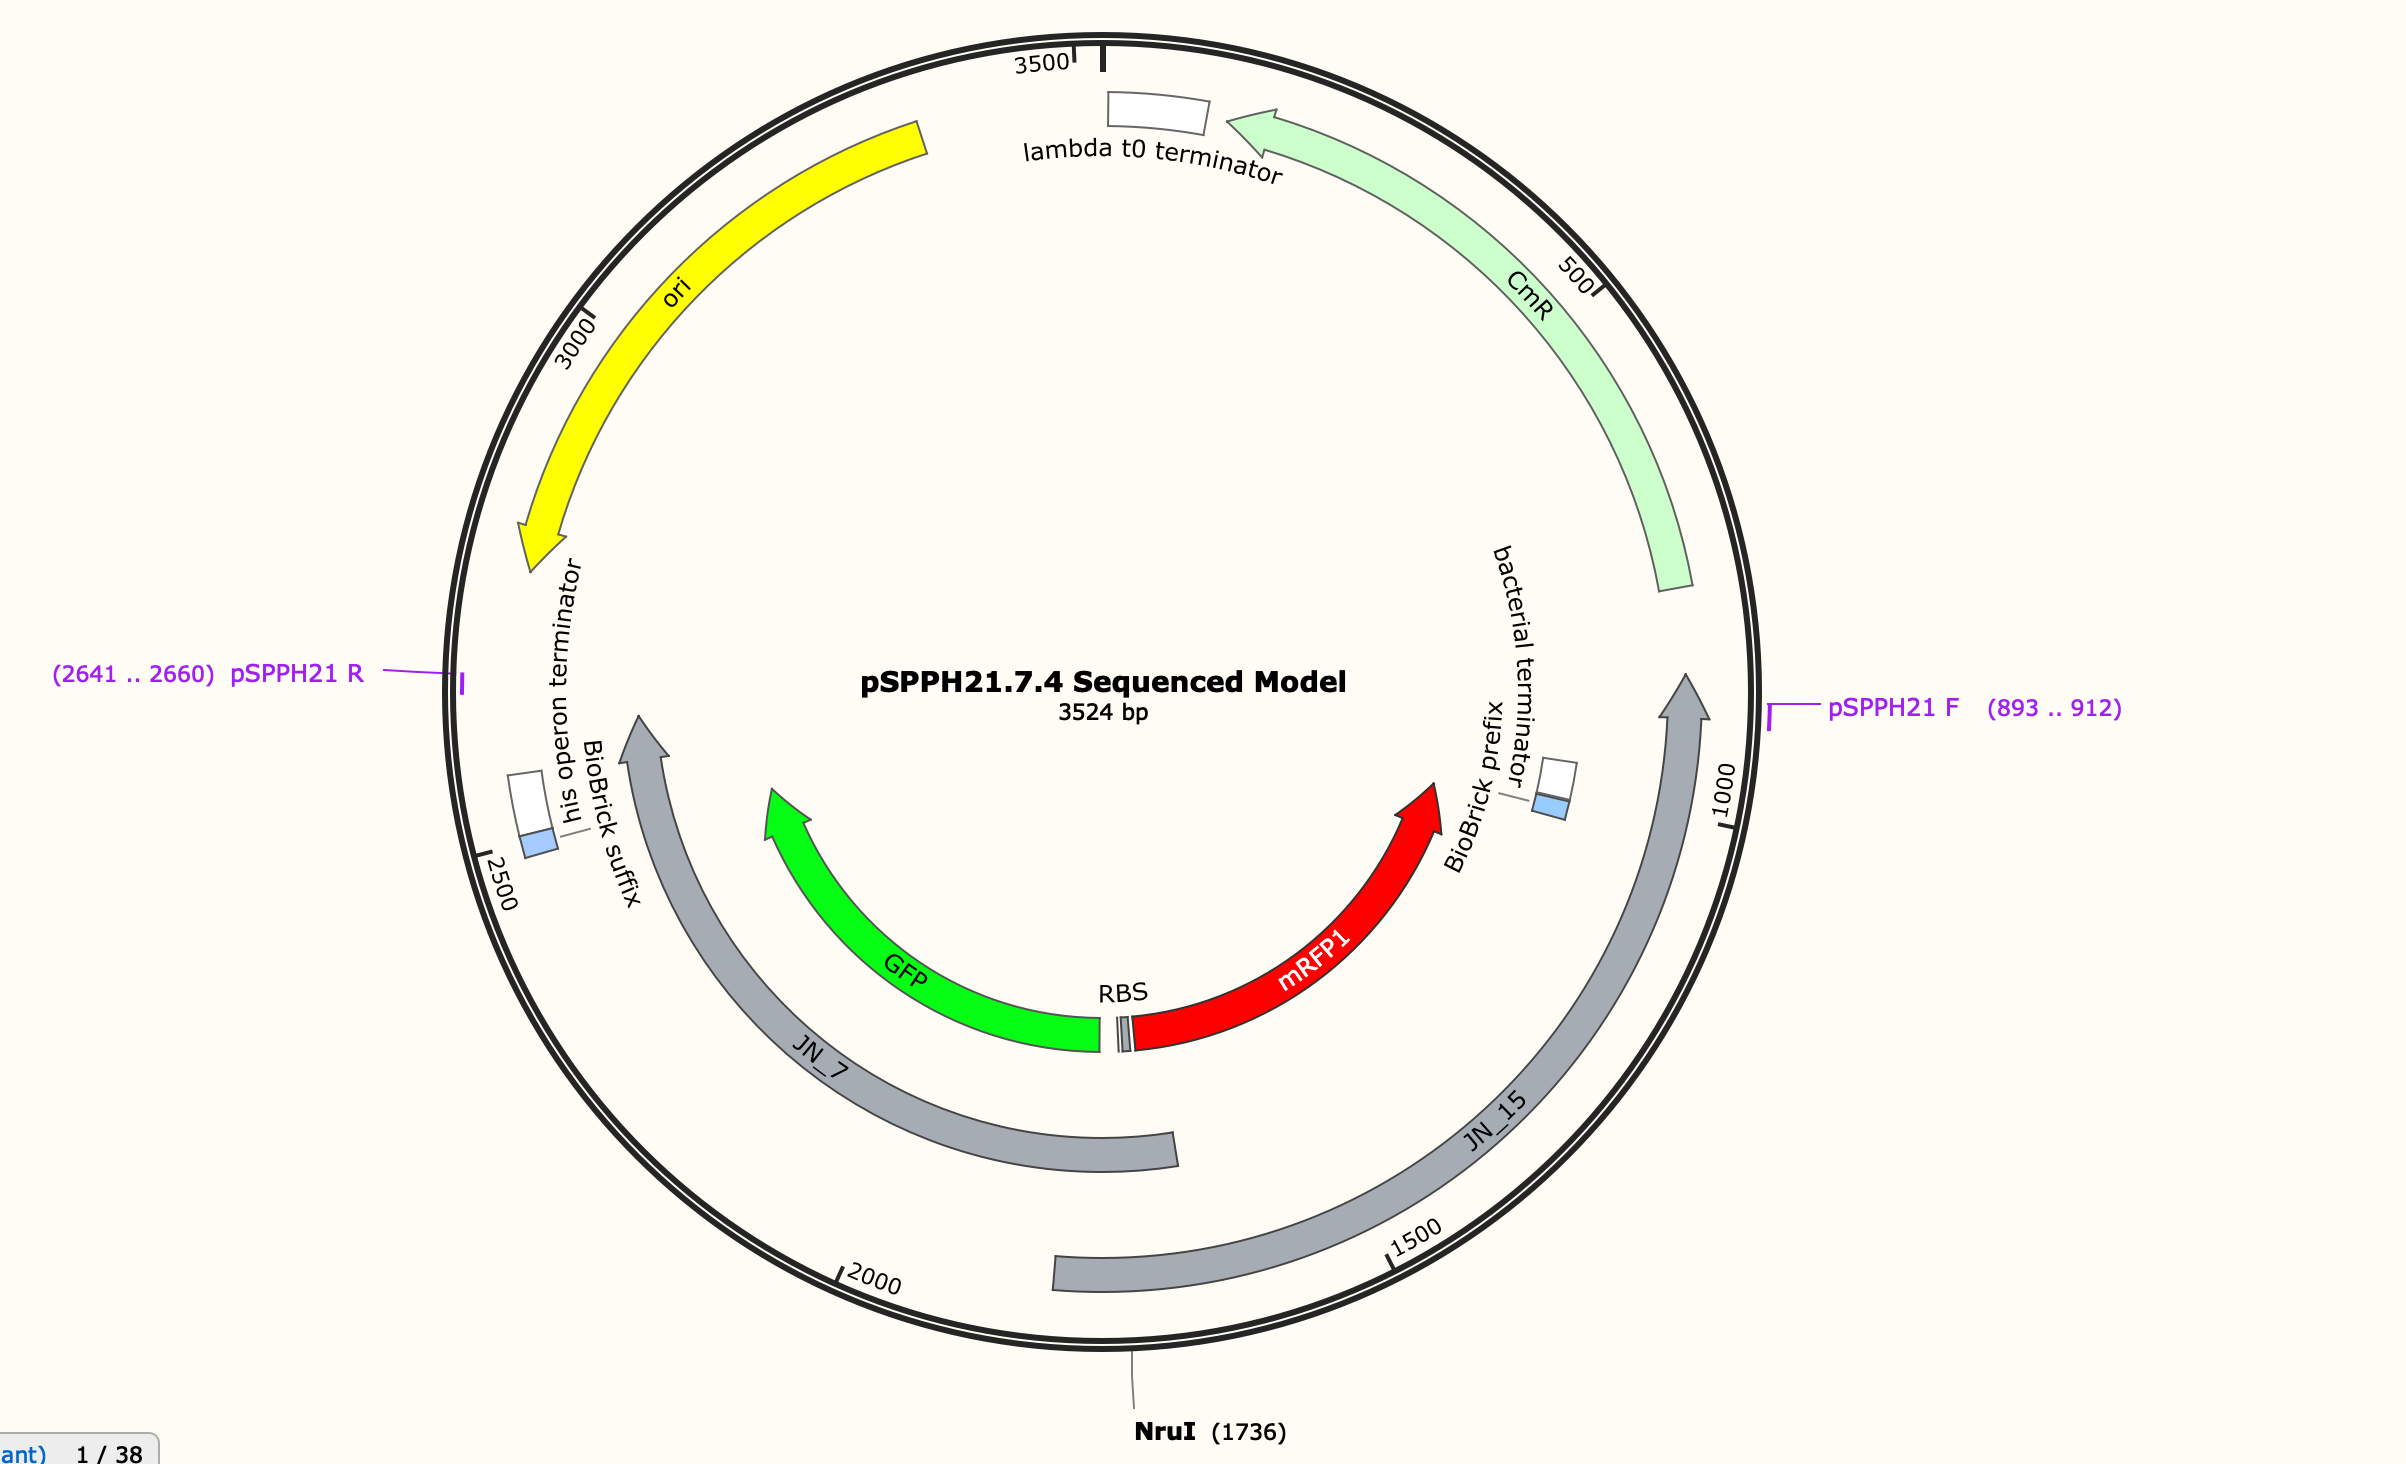 3500
lambda t0 terminator
500
CmR
ori
3000
bacterial terminator
his operon terminator
(2641 .. 2660) pSPPH21 R
pSPPH21.7.4 Sequenced Model
3524 bp
pSPPH21 F (893 .. 912)
BioBrick prefix
1000
BioBrick suffix
2500
mRFP1
GFP
RBS
JN_7
JN_15
1500
2000
NruI (1736)
ant) 1 / 38